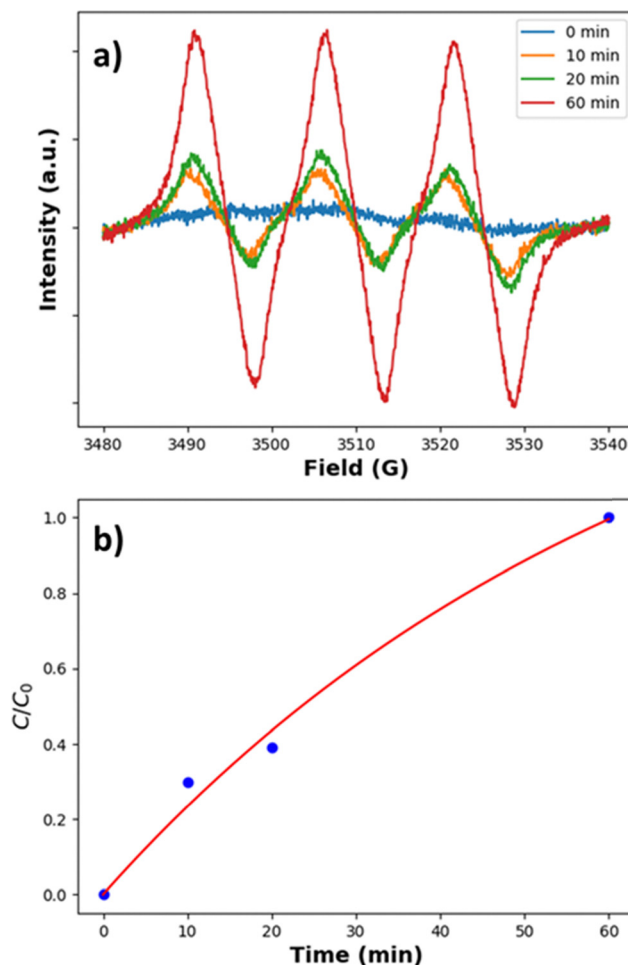 a)
0 min
10 min
20 min
60 min
Intensity (a.u.)
3480 3490 3500 3510 3520 3530 3540
Field (G)
b)
1.0
0.8
0.6
0.4
0.2
0.0
C/C₀
0 10 20 30 40 50 60
Time (min)